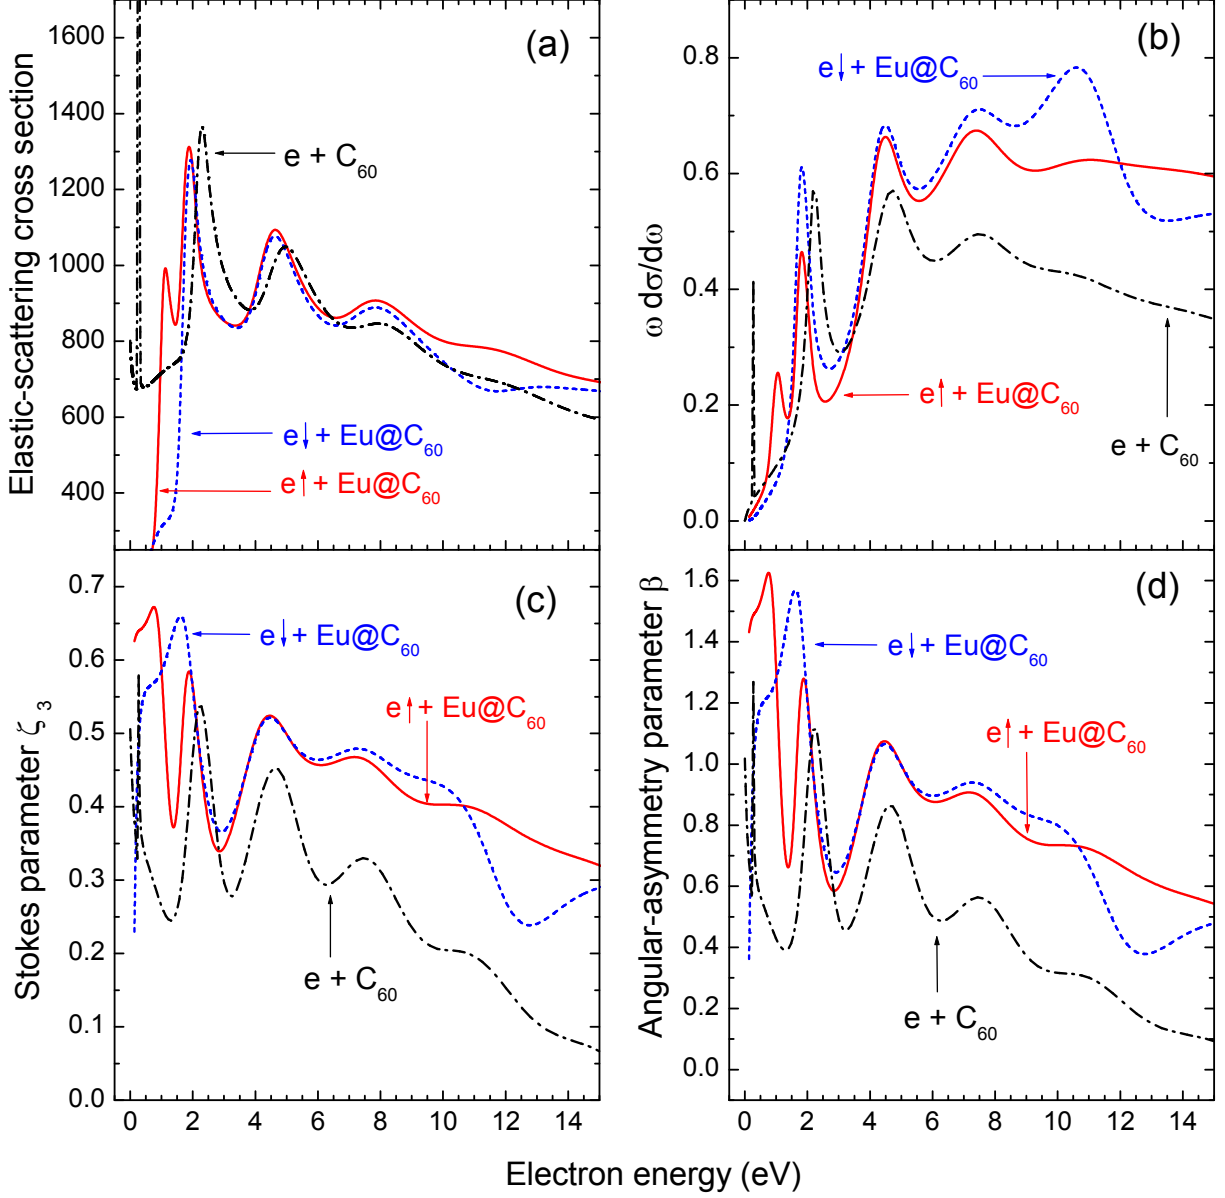 (a)
1600
1400
1200
1000
800
600
400
Elastic-scattering cross section
e + C60
e↓ + Eu@C60
e↑ + Eu@C60
(b)
0.8
0.6
0.4
0.2
0.0
ω dσ/dω
e↓ + Eu@C60
e↑ + Eu@C60
e + C60
(c)
0.7
0.6
0.5
0.4
0.3
0.2
0.1
0.0
Stokes parameter ζ3
e↓ + Eu@C60
e↑ + Eu@C60
e + C60
0 2 4 6 8 10 12 14
(d)
1.6
1.4
1.2
1.0
0.8
0.6
0.4
0.2
0.0
Angular-asymmetry parameter β
e↓ + Eu@C60
e↑ + Eu@C60
e + C60
0 2 4 6 8 10 12 14
Electron energy (eV)